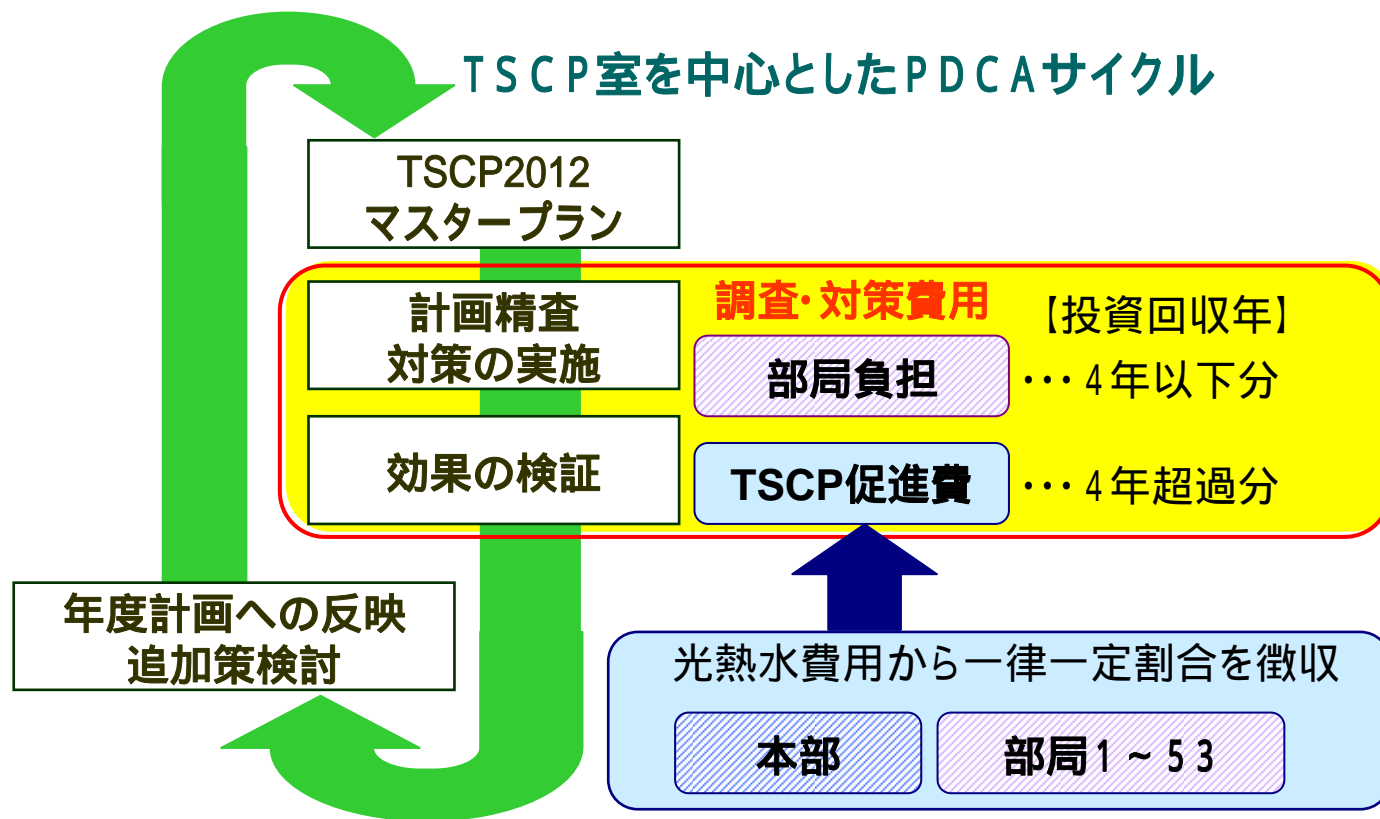 TSCP室を中心としたPDCAサイクル
TSCP2012
マスタープラン
計画精査
対策の実施
調査・対策費用
【投資回収年】
部局負担
…4年以下分
効果の検証
TSCP促進費
…4年超過分
年度計画への反映
追加策検討
光熱水費用から一律一定割合を徴収
本部
部局1~53